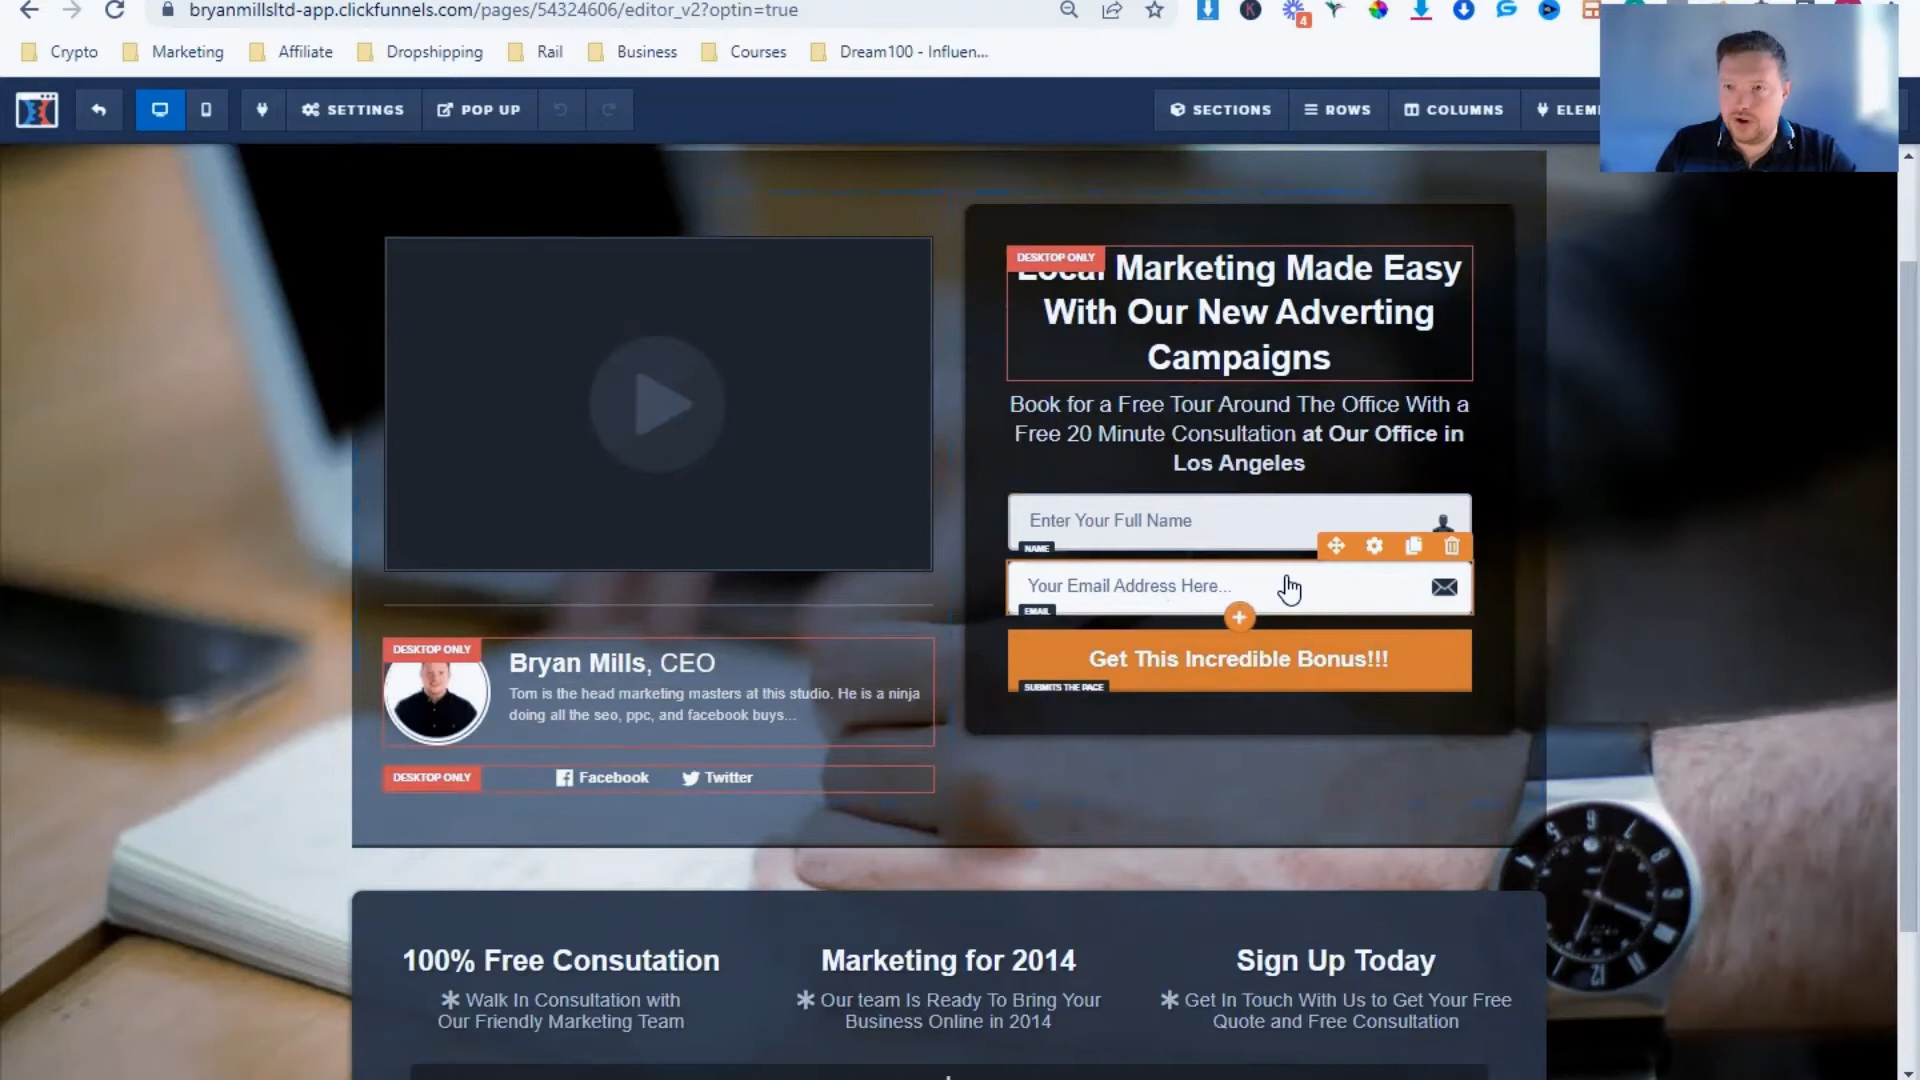 bryanmillsltd-app.clickfunnels.com/pages/54324606/editor_v2?optin=true
4
Crypto Marketing Affiliate Dropshipping Rail Business Courses Dream100 - Influen...
SETTINGS POP UP SECTIONS ROWS COLUMNS ELEM
DESKTOP ONLY
Local Marketing Made Easy
With Our New Adverting
Campaigns
Book for a Free Tour Around The Office With a
Free 20 Minute Consultation at Our Office in
Los Angeles
Enter Your Full Name
NAME
Your Email Address Here...
EMAIL
Get This Incredible Bonus!!!
SUBMITS THE PAGE
DESKTOP ONLY
Bryan Mills, CEO
Tom is the head marketing masters at this studio. He is a ninja
doing all the seo, ppc, and facebook buys...
DESKTOP ONLY Facebook Twitter
100% Free Consutation
Walk In Consultation with
Our Friendly Marketing Team
Marketing for 2014
Our team Is Ready To Bring Your
Business Online in 2014
Sign Up Today
Get In Touch With Us to Get Your Free
Quote and Free Consultation